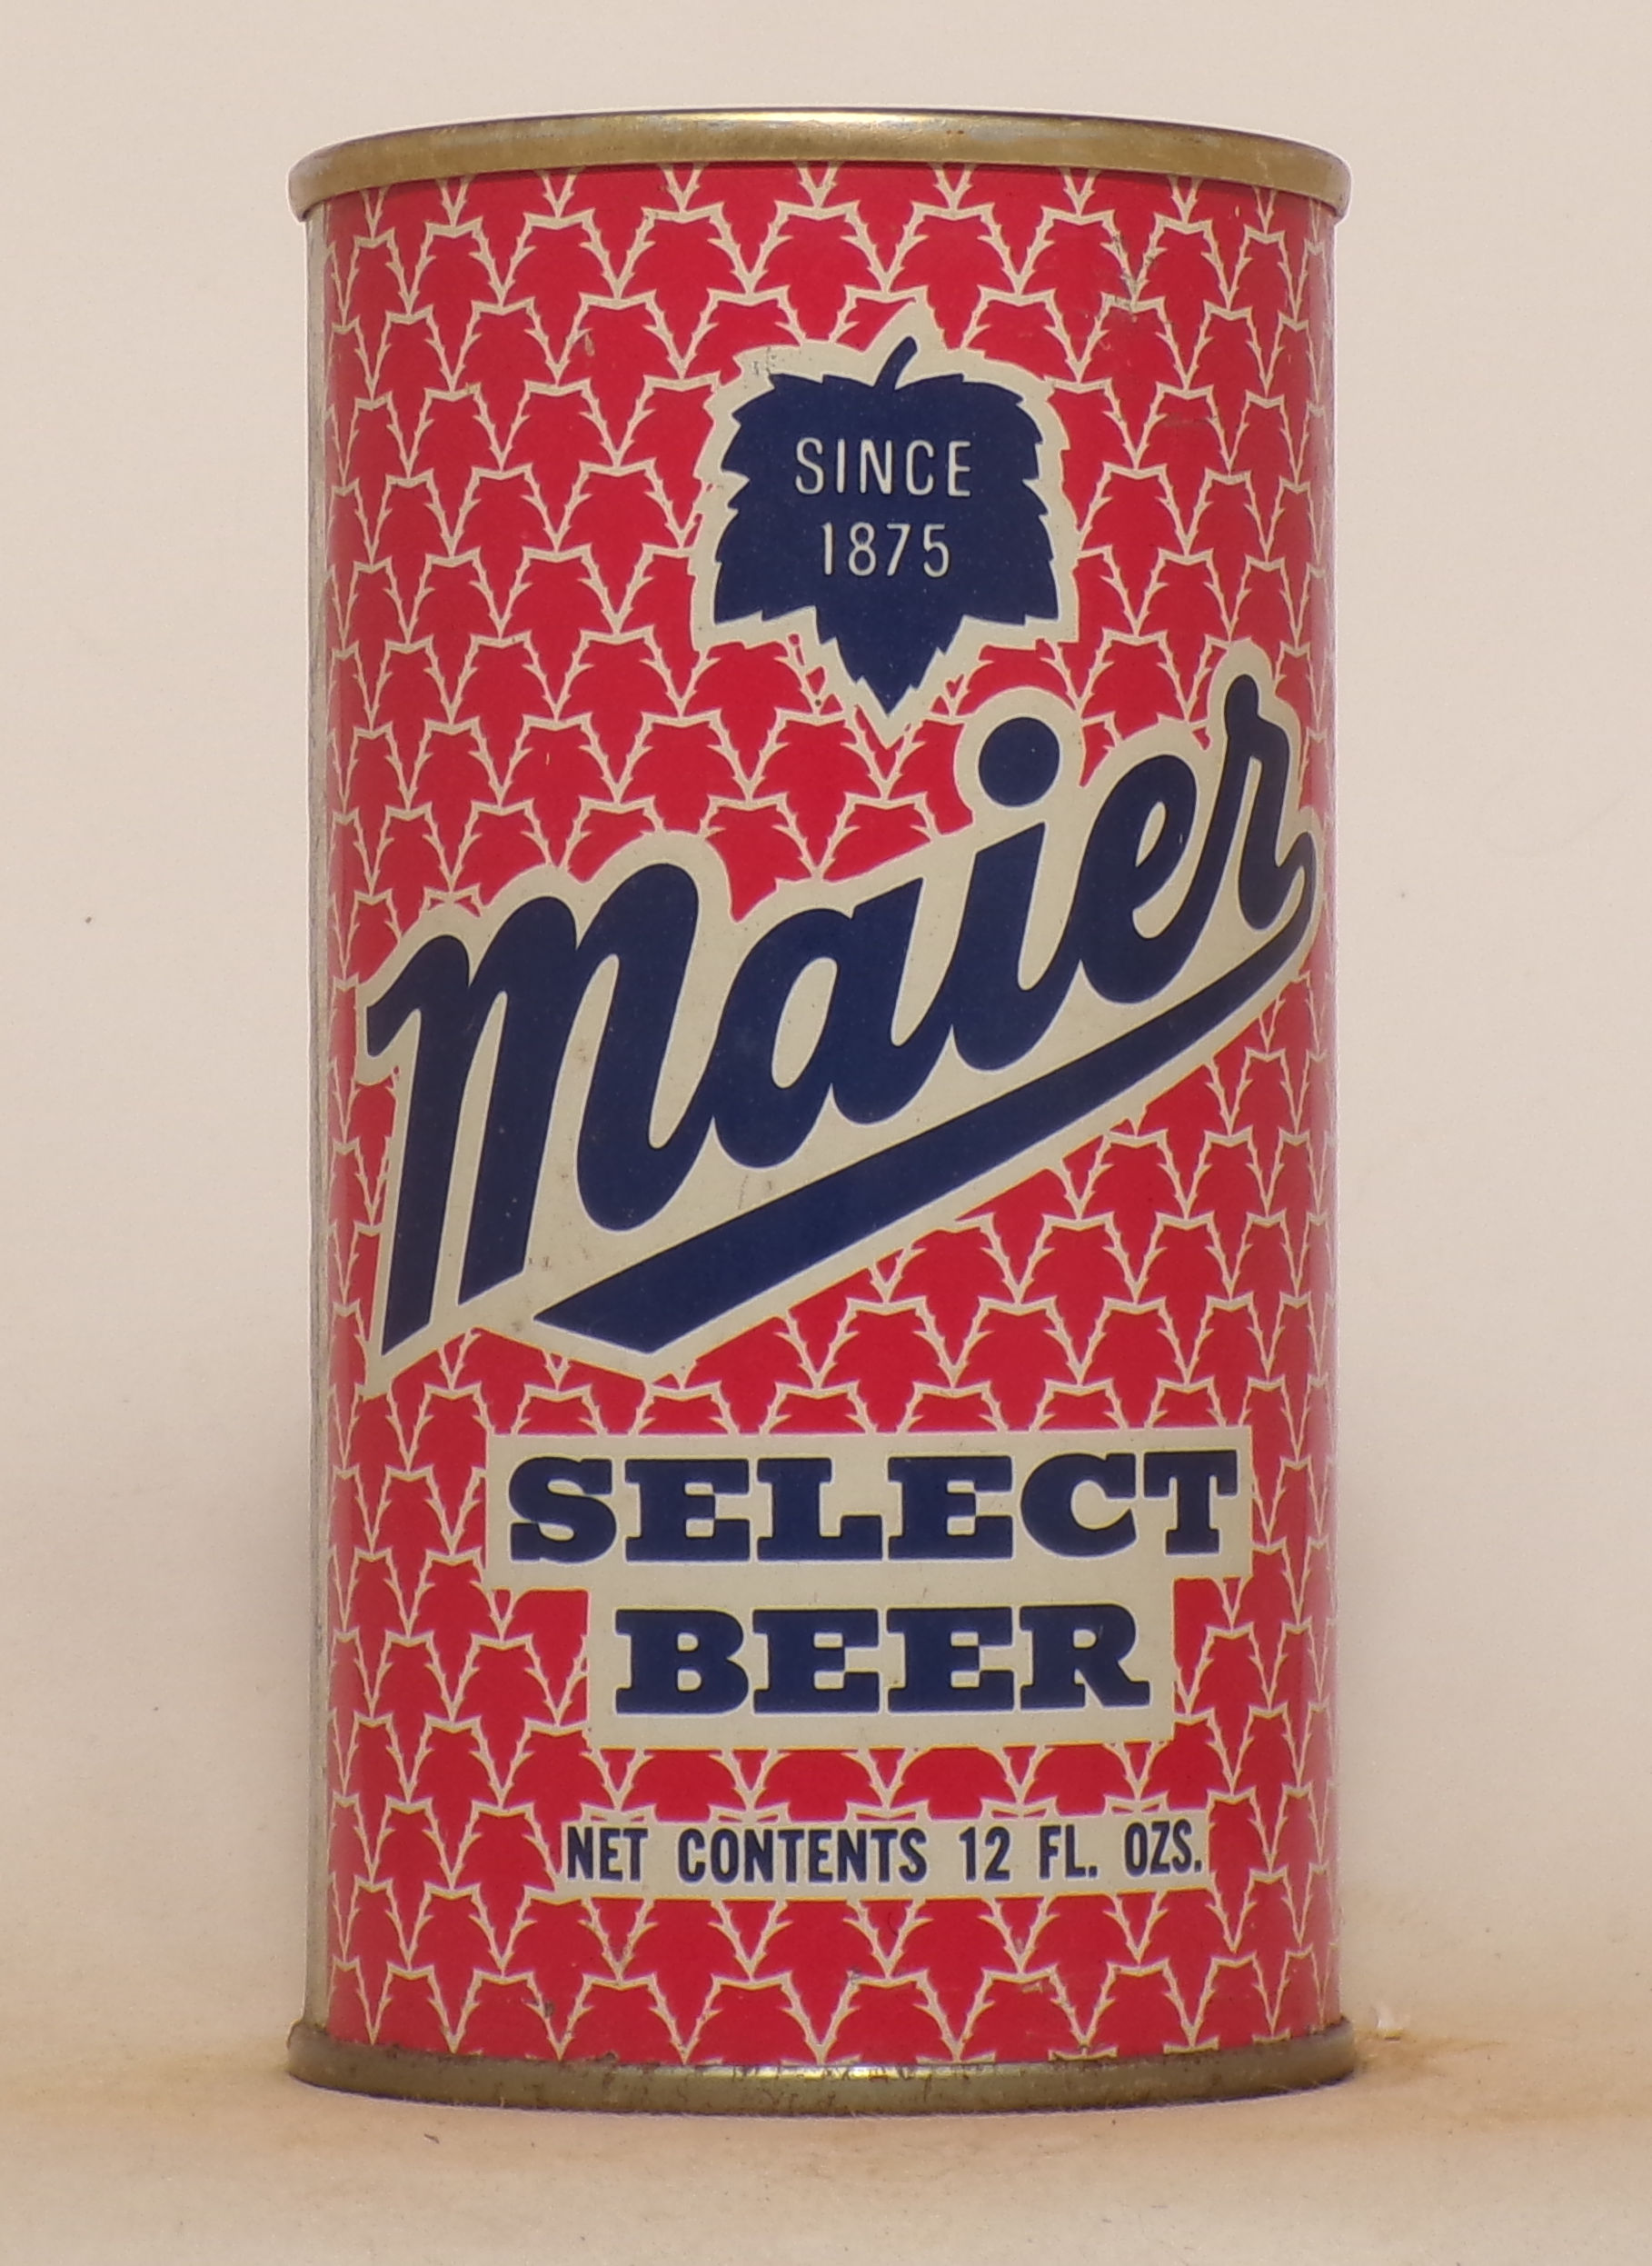 SINCE
1875
Maier
SELECT
BEER
NET CONTENTS 12 FL. OZS.